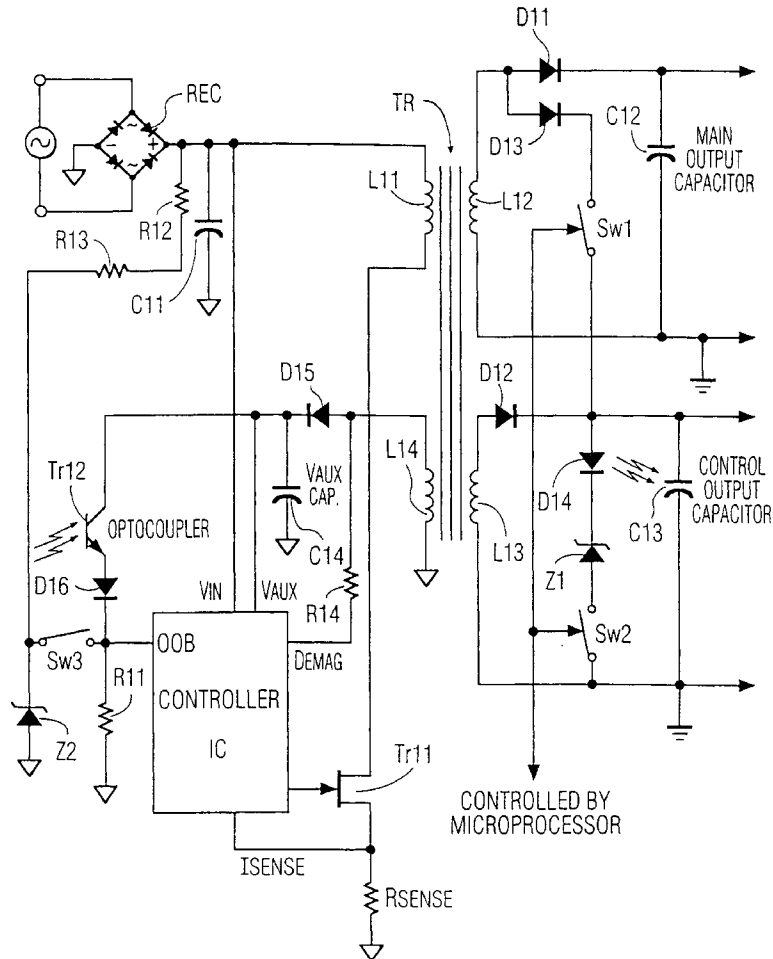 D11
REC
TR
D13
C12
MAIN
OUTPUT
CAPACITOR
L11
L12
R12
R13
C11
Sw1
D15
D12
L14
VAUX
CAP.
Tr12
OPTOCOUPLER
C14
D14
C13
CONTROL
OUTPUT
CAPACITOR
L13
Z1
D16
VIN
VAUX
R14
OOB
DEMAG
Sw3
Sw2
R11
CONTROLLER
IC
Z2
Tr11
CONTROLLED BY
MICROPROCESSOR
ISENSE
RSENSE